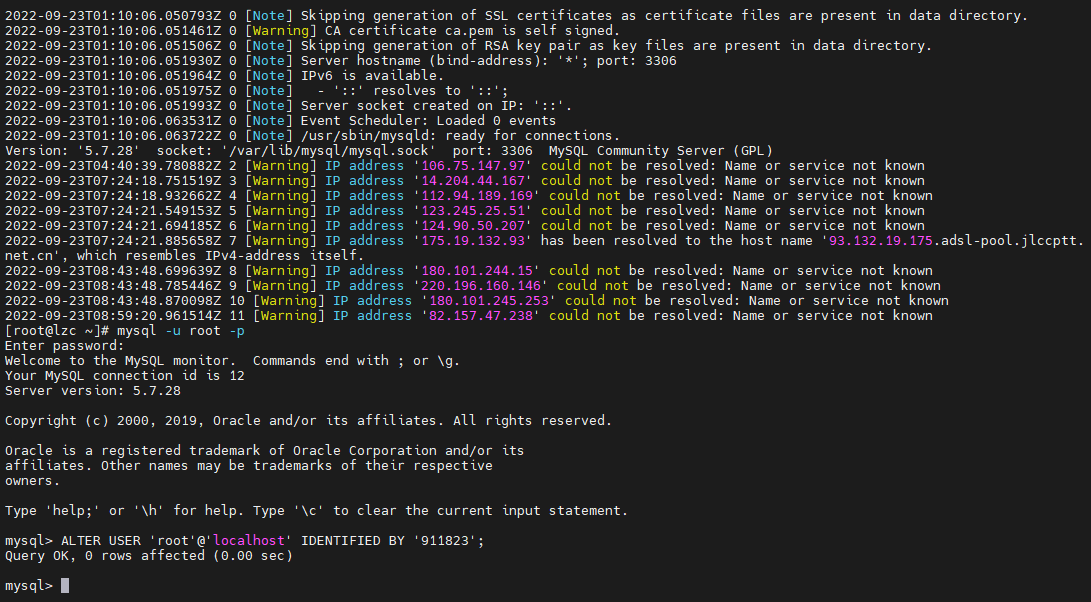 2022-09-23T01:10:06.050793Z 0 [Note] Skipping generation of SSL certificates as certificate files are present in data directory.
2022-09-23T01:10:06.051461Z 0 [Warning] CA certificate ca.pem is self signed.
2022-09-23T01:10:06.051506Z 0 [Note] Skipping generation of RSA key pair as key files are present in data directory.
2022-09-23T01:10:06.051930Z 0 [Note] Server hostname (bind-address): '*'; port: 3306
2022-09-23T01:10:06.051964Z 0 [Note] IPv6 is available.
2022-09-23T01:10:06.051975Z 0 [Note]   - '::' resolves to '::';
2022-09-23T01:10:06.051993Z 0 [Note] Server socket created on IP: '::'.
2022-09-23T01:10:06.063531Z 0 [Note] Event Scheduler: Loaded 0 events
2022-09-23T01:10:06.063722Z 0 [Note] /usr/sbin/mysqld: ready for connections.
Version: '5.7.28'  socket: '/var/lib/mysql/mysql.sock'  port: 3306  MySQL Community Server (GPL)
2022-09-23T04:40:39.780882Z 2 [Warning] IP address '106.75.147.97' could not be resolved: Name or service not known
2022-09-23T07:24:18.751519Z 3 [Warning] IP address '14.204.44.167' could not be resolved: Name or service not known
2022-09-23T07:24:18.932662Z 4 [Warning] IP address '112.94.189.169' could not be resolved: Name or service not known
2022-09-23T07:24:21.549153Z 5 [Warning] IP address '123.245.25.51' could not be resolved: Name or service not known
2022-09-23T07:24:21.694185Z 6 [Warning] IP address '124.90.50.207' could not be resolved: Name or service not known
2022-09-23T07:24:21.885658Z 7 [Warning] IP address '175.19.132.93' has been resolved to the host name '93.132.19.175.adsl-pool.jlccptt.
net.cn', which resembles IPv4-address itself.
2022-09-23T08:43:48.699639Z 8 [Warning] IP address '180.101.244.15' could not be resolved: Name or service not known
2022-09-23T08:43:48.785446Z 9 [Warning] IP address '220.196.160.146' could not be resolved: Name or service not known
2022-09-23T08:43:48.870098Z 10 [Warning] IP address '180.101.245.253' could not be resolved: Name or service not known
2022-09-23T08:59:20.961514Z 11 [Warning] IP address '82.157.47.238' could not be resolved: Name or service not known
[root@lzc ~]# mysql -u root -p
Enter password:
Welcome to the MySQL monitor.  Commands end with ; or \g.
Your MySQL connection id is 12
Server version: 5.7.28
Copyright (c) 2000, 2019, Oracle and/or its affiliates. All rights reserved.
Oracle is a registered trademark of Oracle Corporation and/or its
affiliates. Other names may be trademarks of their respective
owners.
Type 'help;' or '\h' for help. Type '\c' to clear the current input statement.
mysql> ALTER USER 'root'@'localhost' IDENTIFIED BY '911823';
Query OK, 0 rows affected (0.00 sec)
mysql>